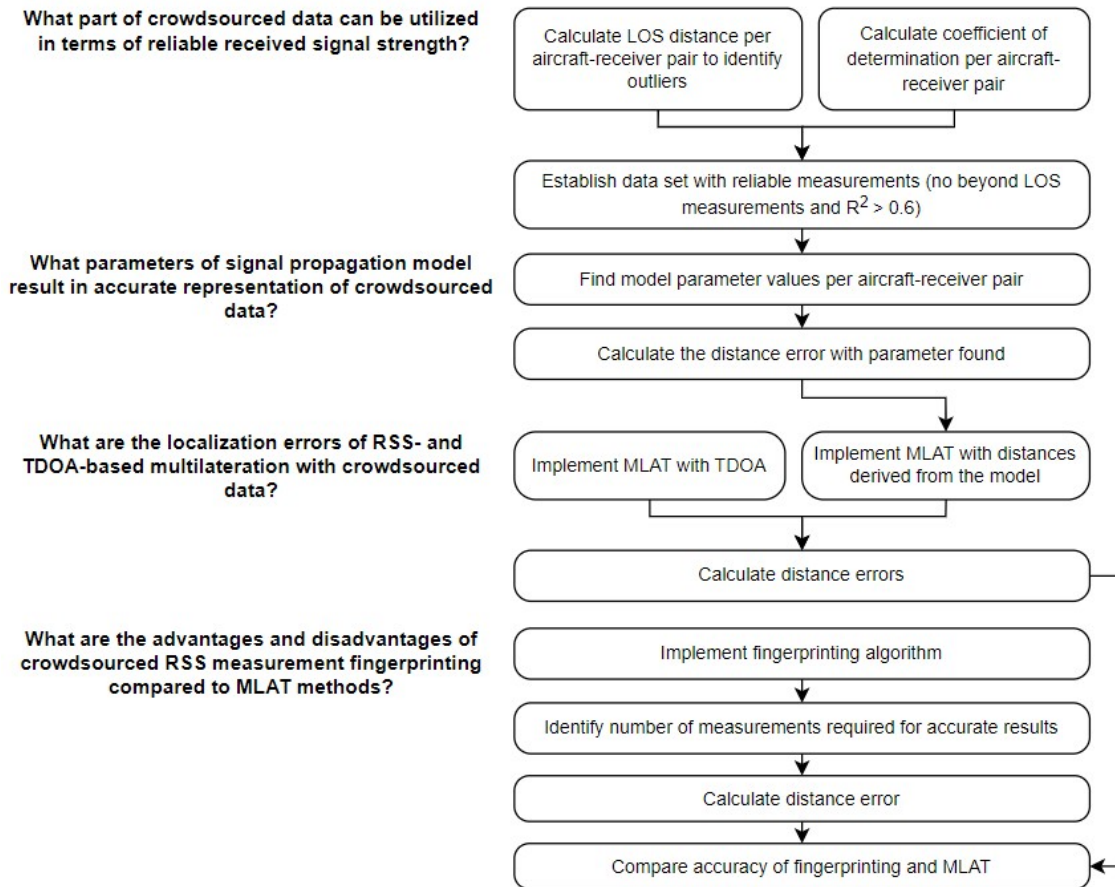 What part of crowdsourced data can be utilized
in terms of reliable received signal strength?
Calculate LOS distance per
aircraft-receiver pair to identify
outliers
Calculate coefficient of
determination per aircraft-
receiver pair
Establish data set with reliable measurements (no beyond LOS
measurements and R² > 0.6)
What parameters of signal propagation model
result in accurate representation of crowdsourced
data?
Find model parameter values per aircraft-receiver pair
Calculate the distance error with parameter found
What are the localization errors of RSS- and
TDOA-based multilateration with crowdsourced
data?
Implement MLAT with TDOA
Implement MLAT with distances
derived from the model
Calculate distance errors
What are the advantages and disadvantages of
crowdsourced RSS measurement fingerprinting
compared to MLAT methods?
Implement fingerprinting algorithm
Identify number of measurements required for accurate results
Calculate distance error
Compare accuracy of fingerprinting and MLAT